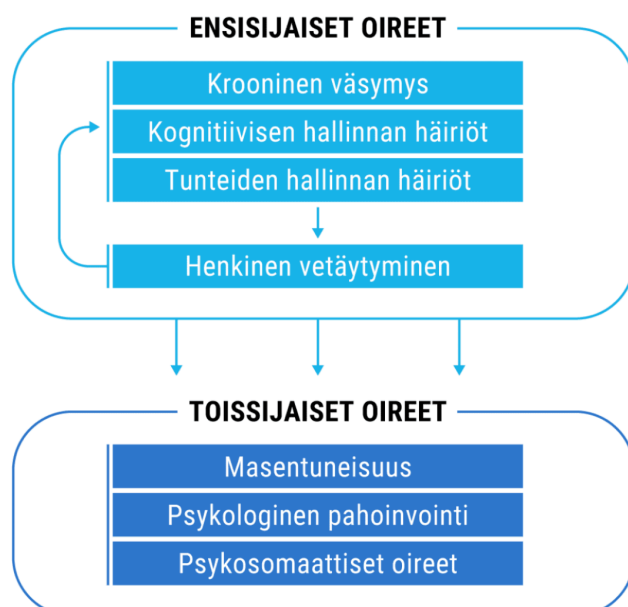 ENSISIJAISET OIREET
Krooninen väsymys
Kognitiivisen hallinnan häiriöt
Tunteiden hallinnan häiriöt
Henkinen vetäytyminen
TOISSIJAISET OIREET
Masentuneisuus
Psykologinen pahoinvointi
Psykosomaattiset oireet